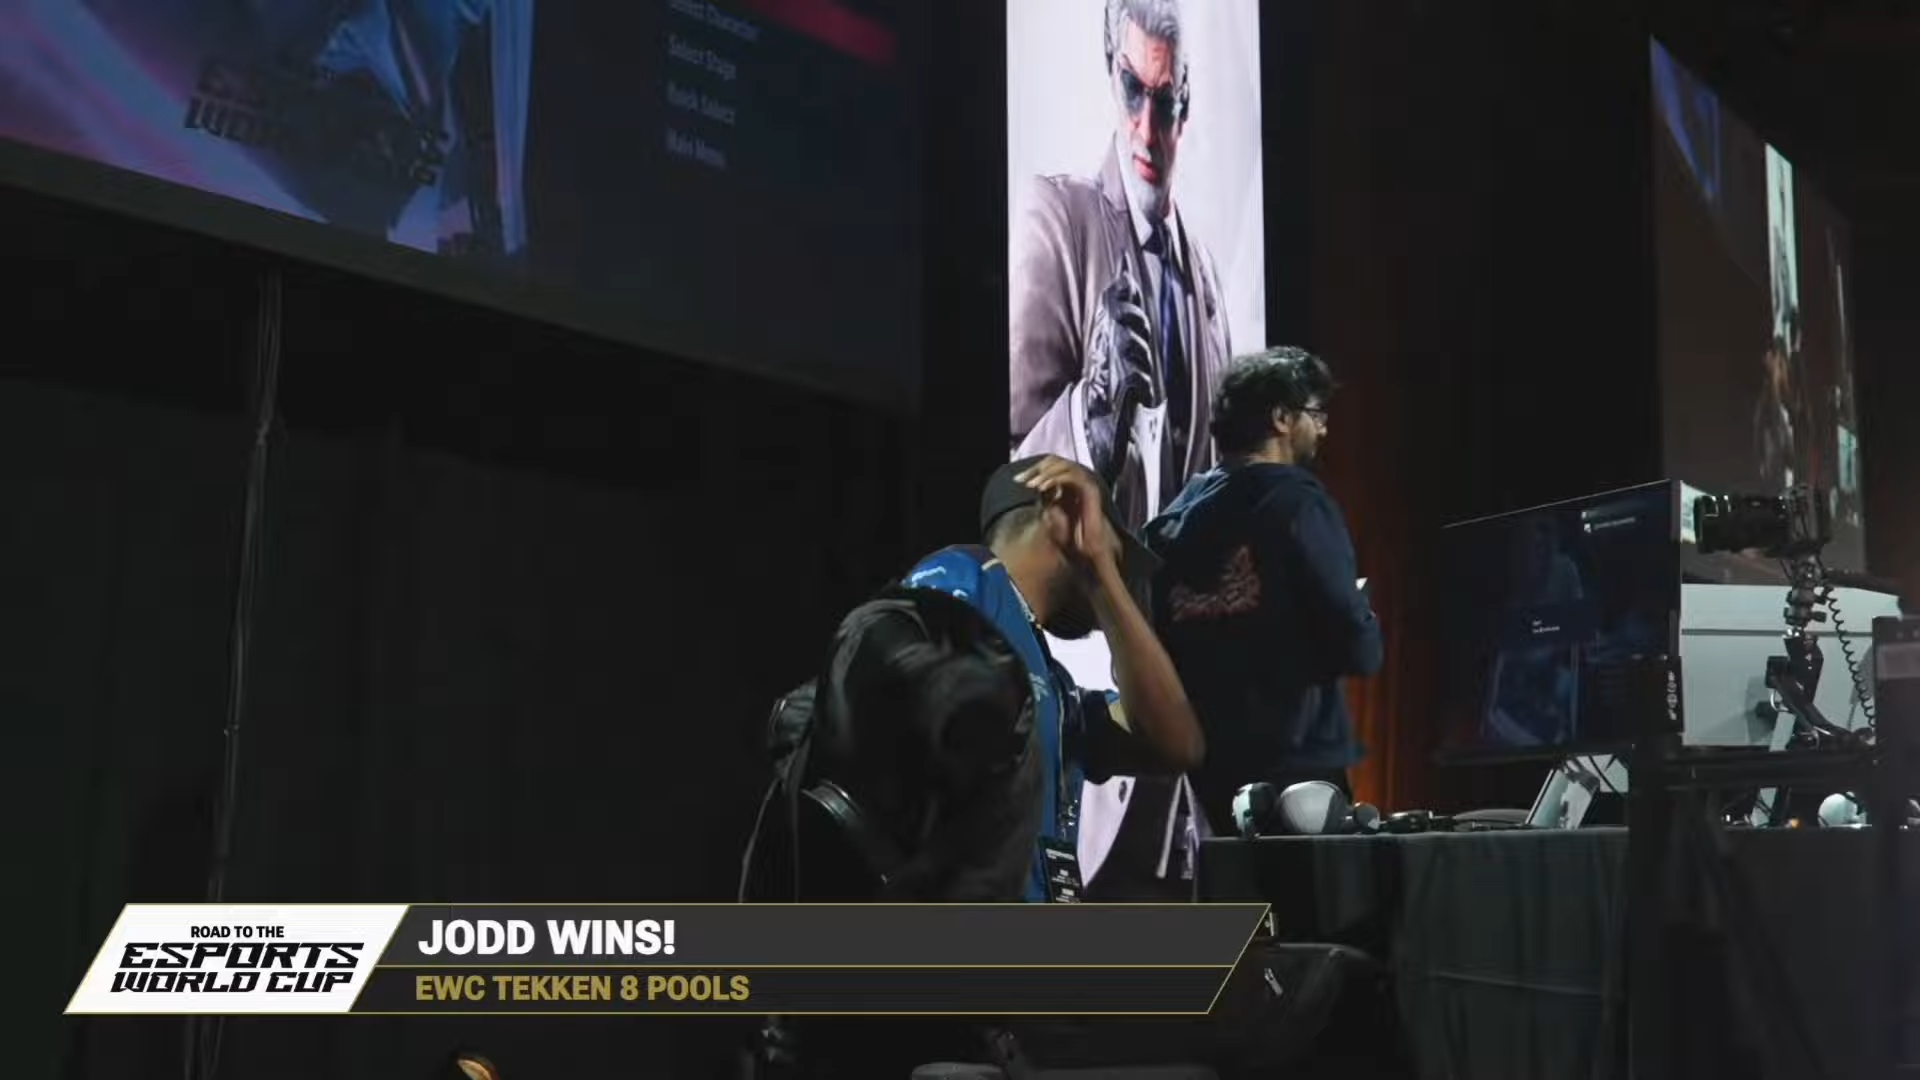 Select Character
Select Stage
Quick Select
Main Menu
ROAD TO THE
ESPORTS
WORLD CUP
JODD WINS!
EWC TEKKEN 8 POOLS